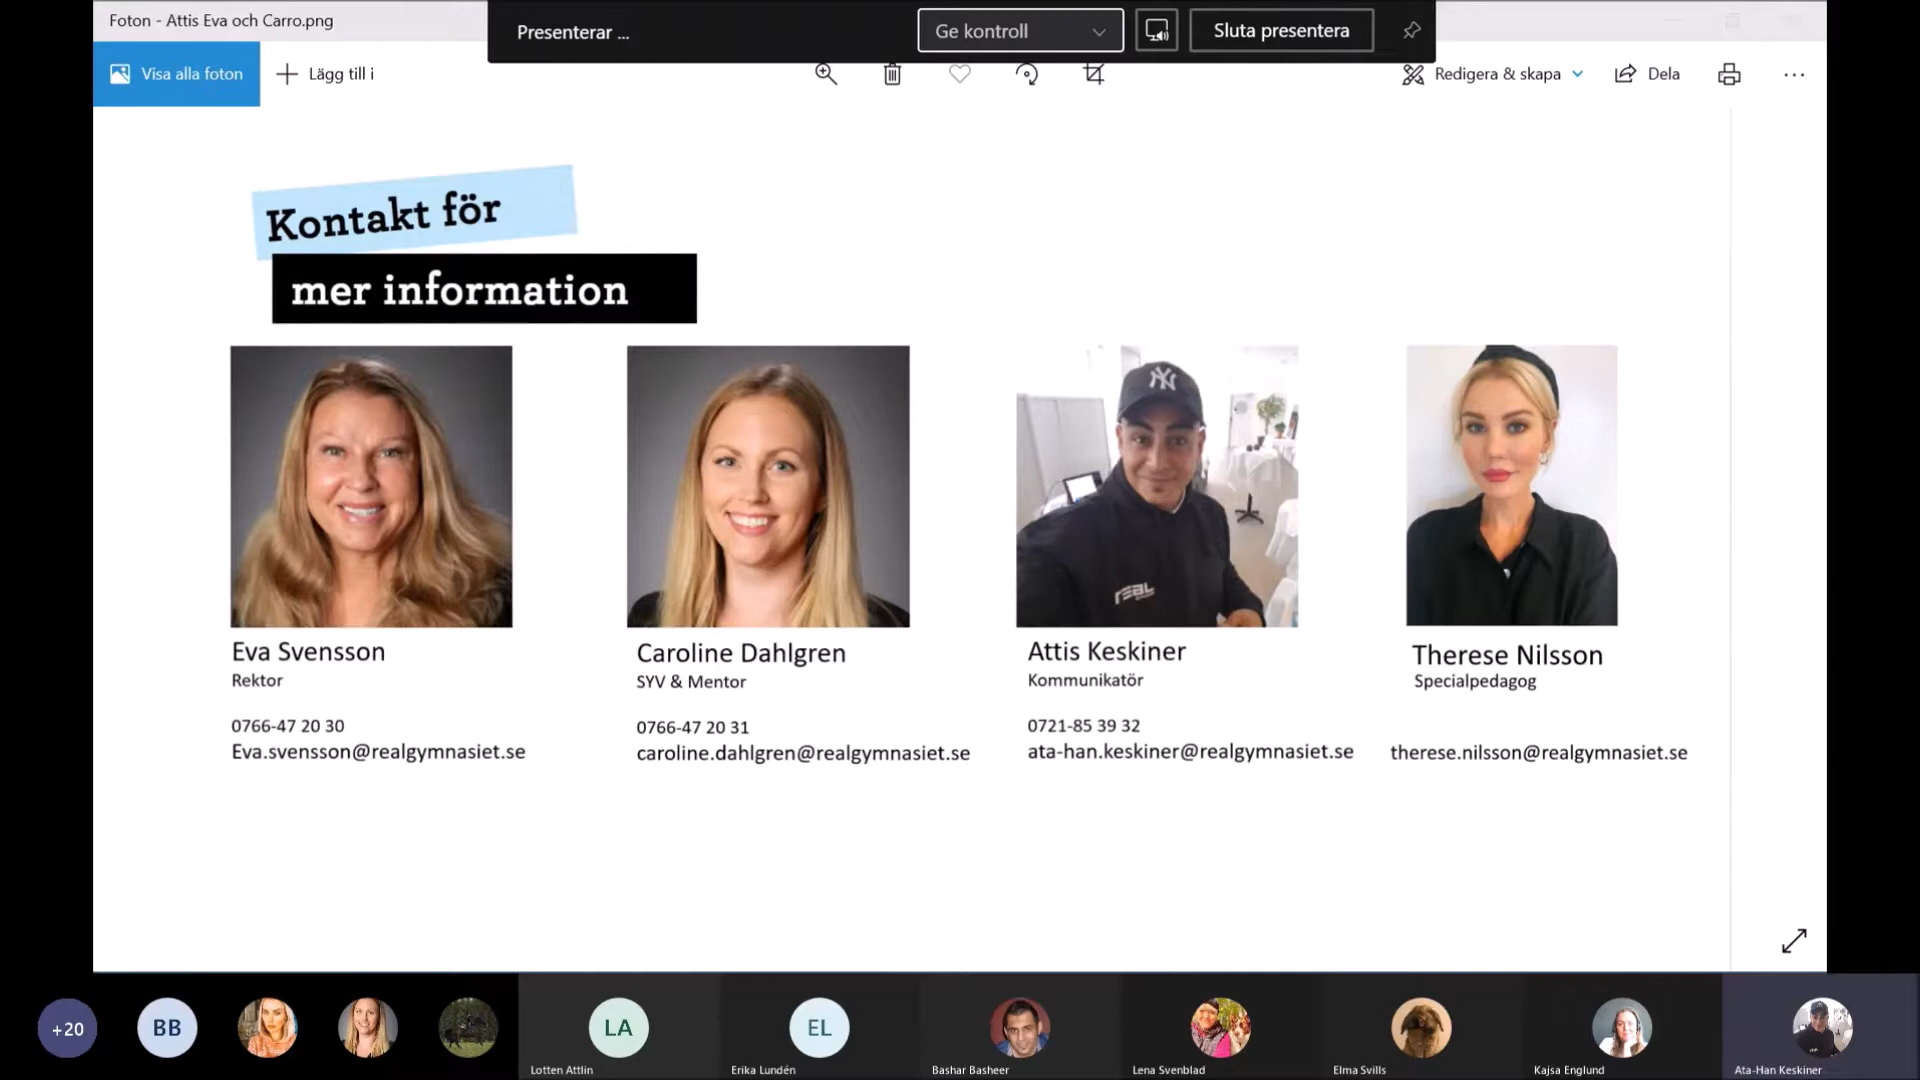 Foton - Attis Eva och Carro.png
Presenterar ...
Ge kontroll
Sluta presentera
Visa alla foton
Lägg till i
Redigera & skapa
Dela
Kontakt för
mer information
NY
real
Eva Svensson
Rektor
0766-47 20 30
Eva.svensson@realgymnasiet.se
Caroline Dahlgren
SYV & Mentor
0766-47 20 31
caroline.dahlgren@realgymnasiet.se
Attis Keskiner
Kommunikatör
0721-85 39 32
ata-han.keskiner@realgymnasiet.se
Therese Nilsson
Specialpedagog
therese.nilsson@realgymnasiet.se
+20
BB
LA
Lotten Attlin
EL
Erika Lundén
Bashar Basheer
Lena Svenblad
Elma Svills
Kajsa Englund
Ata-Han Keskiner